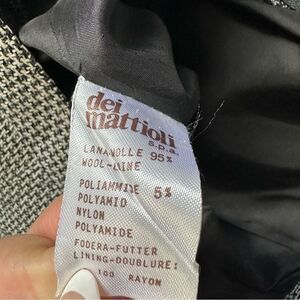 dei
mattioli
s.p.a.
LANA-WOLLE 95%
WOOL-LAINE
POLIAMMIDE 5%
POLYAMID
NYLON
POLYAMIDE
FODERA-FUTTER
LINING-DOUBLURE:
100 RAYON